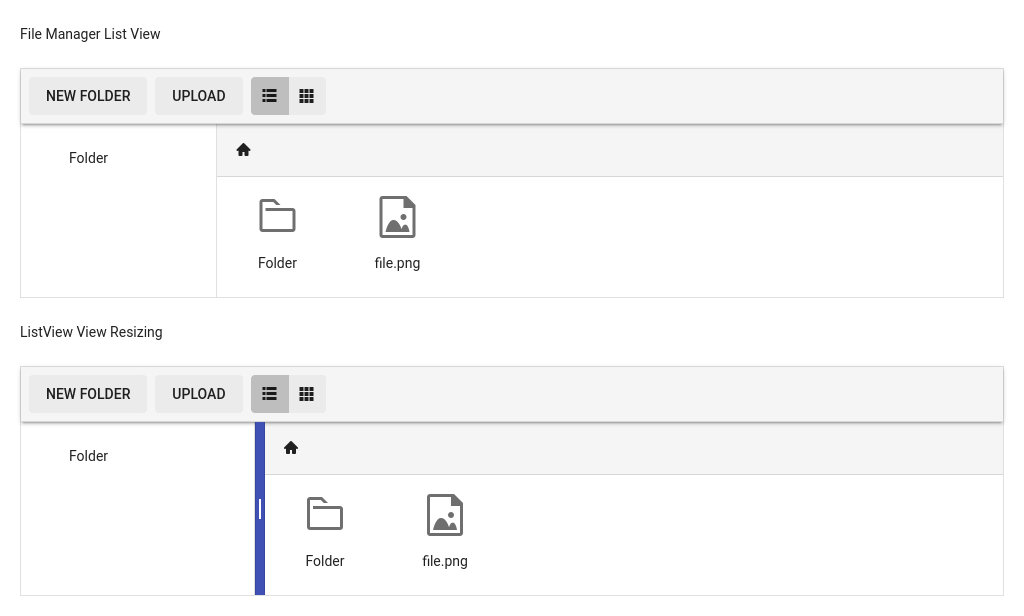 File Manager List View
NEW FOLDER UPLOAD
Folder
Folder file.png
ListView View Resizing
NEW FOLDER UPLOAD
Folder
Folder file.png